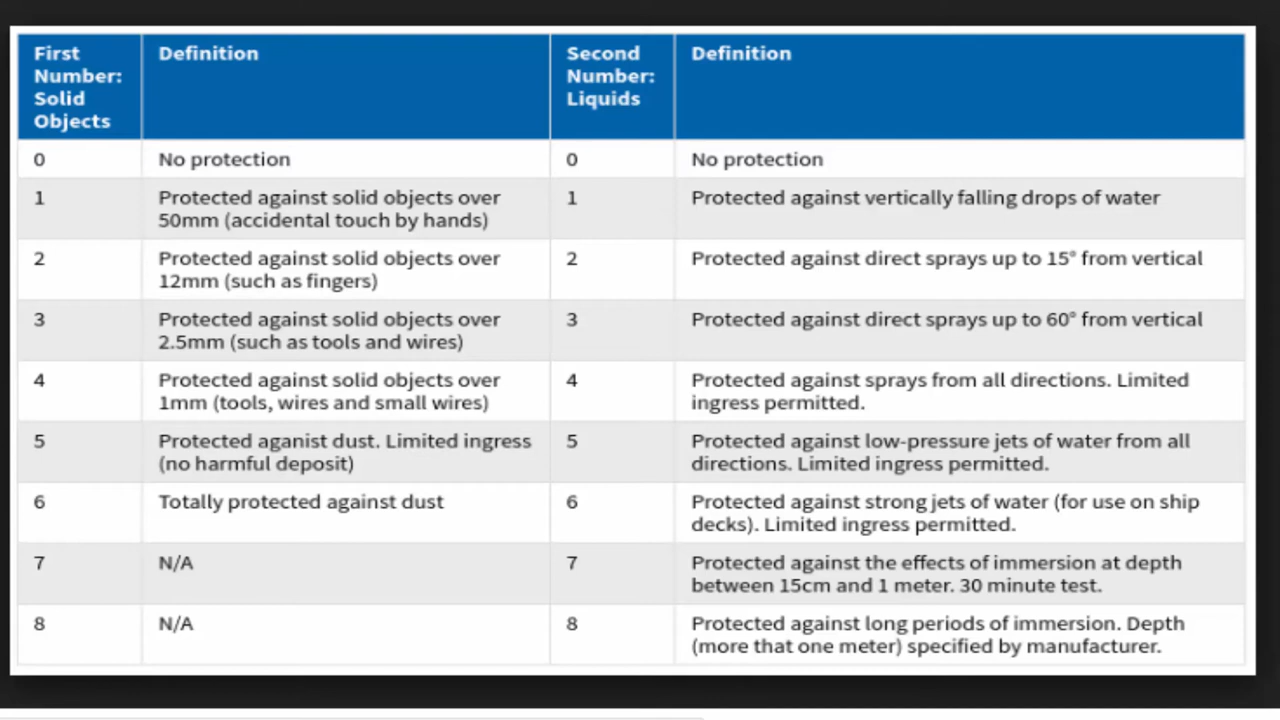 First
Number:
Solid
Objects
Definition
Second
Number:
Liquids
Definition
0
No protection
0
No protection
1
Protected against solid objects over
50mm (accidental touch by hands)
1
Protected against vertically falling drops of water
2
Protected against solid objects over
12mm (such as fingers)
2
Protected against direct sprays up to 15° from vertical
3
Protected against solid objects over
2.5mm (such as tools and wires)
3
Protected against direct sprays up to 60° from vertical
4
Protected against solid objects over
1mm (tools, wires and small wires)
4
Protected against sprays from all directions. Limited
ingress permitted.
5
Protected aganist dust. Limited ingress
(no harmful deposit)
5
Protected against low-pressure jets of water from all
directions. Limited ingress permitted.
6
Totally protected against dust
6
Protected against strong jets of water (for use on ship
decks). Limited ingress permitted.
7
N/A
7
Protected against the effects of immersion at depth
between 15cm and 1 meter. 30 minute test.
8
N/A
8
Protected against long periods of immersion. Depth
(more that one meter) specified by manufacturer.